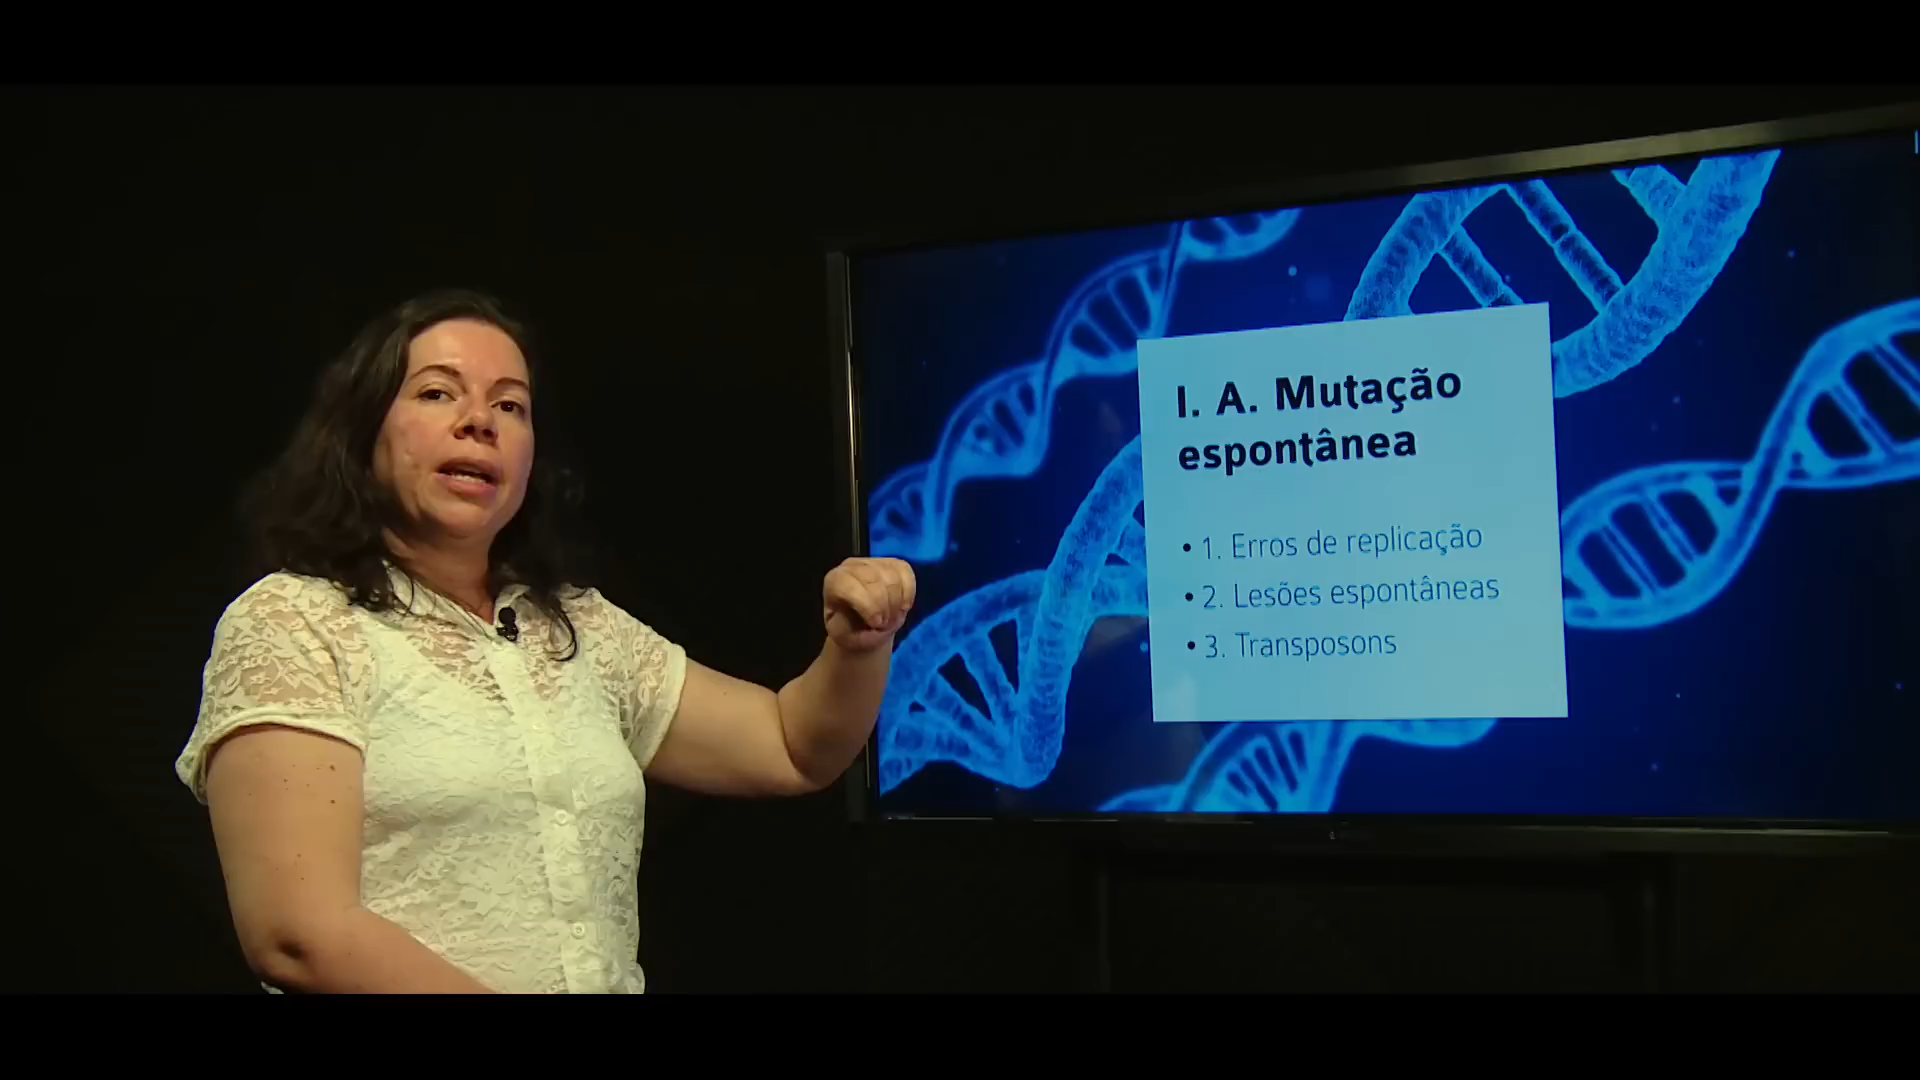 I. A. Mutação
espontânea
• 1. Erros de replicação
• 2. Lesões espontâneas
• 3. Transposons